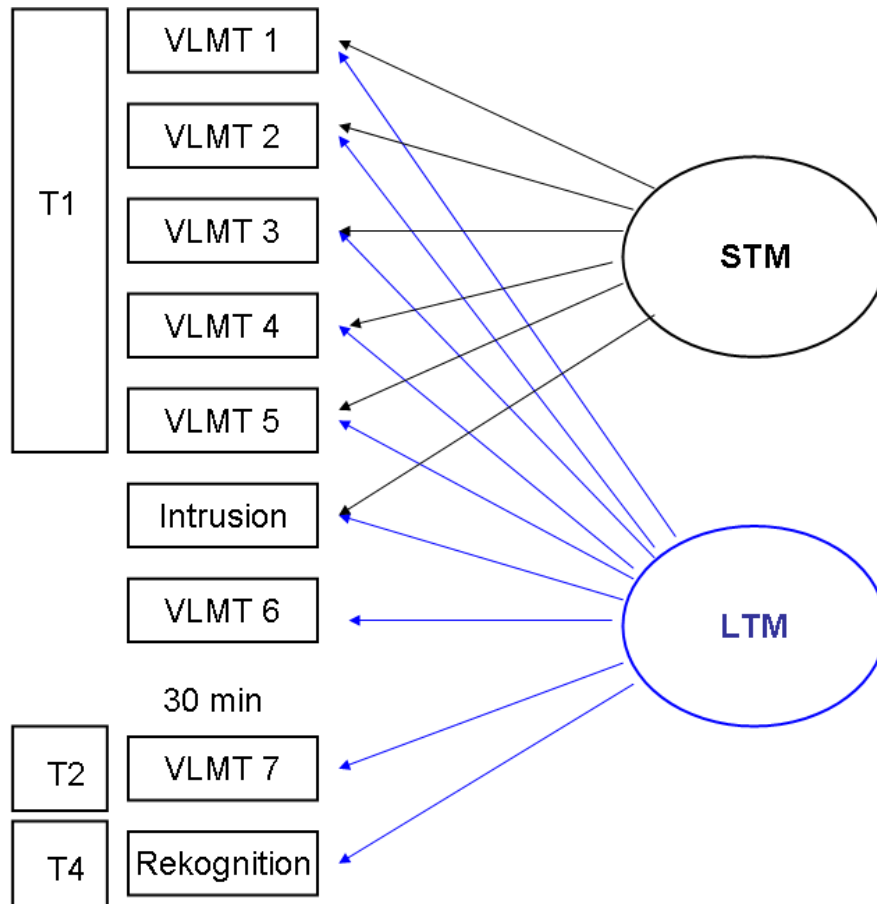 T1
VLMT 1
VLMT 2
VLMT 3
VLMT 4
VLMT 5
Intrusion
VLMT 6
30 min
T2
VLMT 7
T4
Rekognition
STM
LTM